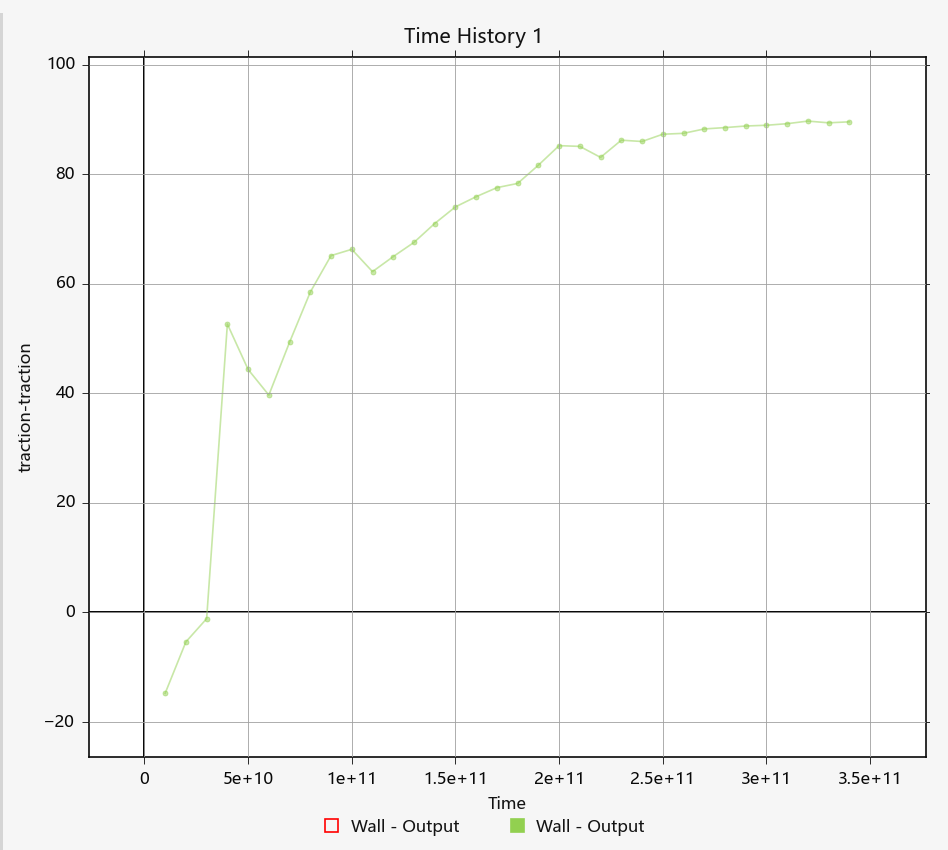 Time History 1
100
80
60
40
20
0
−20
traction-traction
0 5e+10 1e+11 1.5e+11 2e+11 2.5e+11 3e+11 3.5e+11
Time
Wall - Output Wall - Output